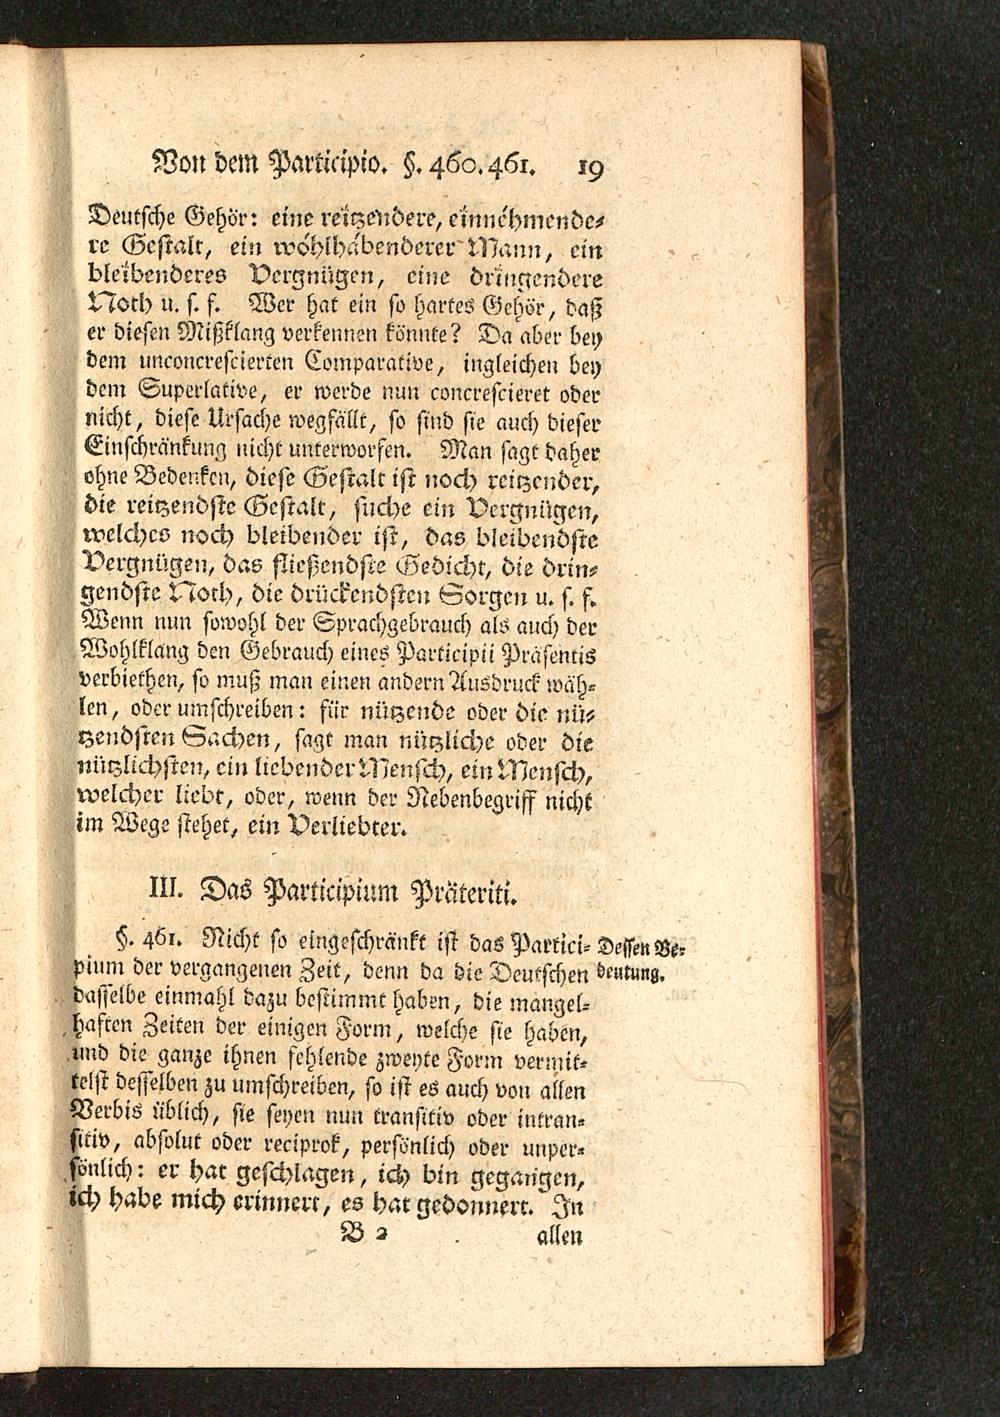 Von dem Participio. §. 460. 461. 19
Deutsche Gehör: eine reitzendere, einnéhmende-
re Gestalt, ein wóhlhábenderer Mann, ein
bleibenderes Vergnügen, eine dringendere
Noth u. s. f. Wer hat ein so hartes Gehör, daß
er diesen Mißklang verkennen könnte? Da aber bey
dem unconcrescierten Comparative, ingleichen bey
dem Superlative, er werde nun concrescieret oder
nicht, diese Ursache wegfällt, so sind sie auch dieser
Einschränkung nicht unterworfen. Man sagt daher
ohne Bedenken, diese Gestalt ist noch reitzender,
die reitzendste Gestalt, suche ein Vergnügen,
welches noch bleibender ist, das bleibendste
Vergnügen, das fließendste Gedicht, die drin-
gendste Noth, die drückendsten Sorgen u. s. f.
Wenn nun sowohl der Sprachgebrauch als auch der
Wohlklang den Gebrauch eines Participii Präsentis
verbiethen, so muß man einen andern Ausdruck wäh-
len, oder umschreiben: für nützende oder die nü-
tzendsten Sachen, sagt man nützliche oder die
nützlichsten, ein liebender Mensch, ein Mensch,
welcher liebt, oder, wenn der Nebenbegriff nicht
im Wege stehet, ein Verliebter.
III. Das Participium Präteriti.
§. 461. Nicht so eingeschränkt ist das Partici-
pium der vergangenen Zeit, denn da die Deutschen
dasselbe einmahl dazu bestimmt haben, die mangel-
haften Zeiten der einigen Form, welche sie haben,
und die ganze ihnen fehlende zweyte Form vermit-
telst desselben zu umschreiben, so ist es auch von allen
Verbis üblich, sie seyen nun transitiv oder intran-
sitiv, absolut oder reciprok, persönlich oder unper-
sönlich: er hat geschlagen, ich bin gegangen,
ich habe mich erinnert, es hat gedonnert. In
Dessen Be-
deutung.
B 2 allen